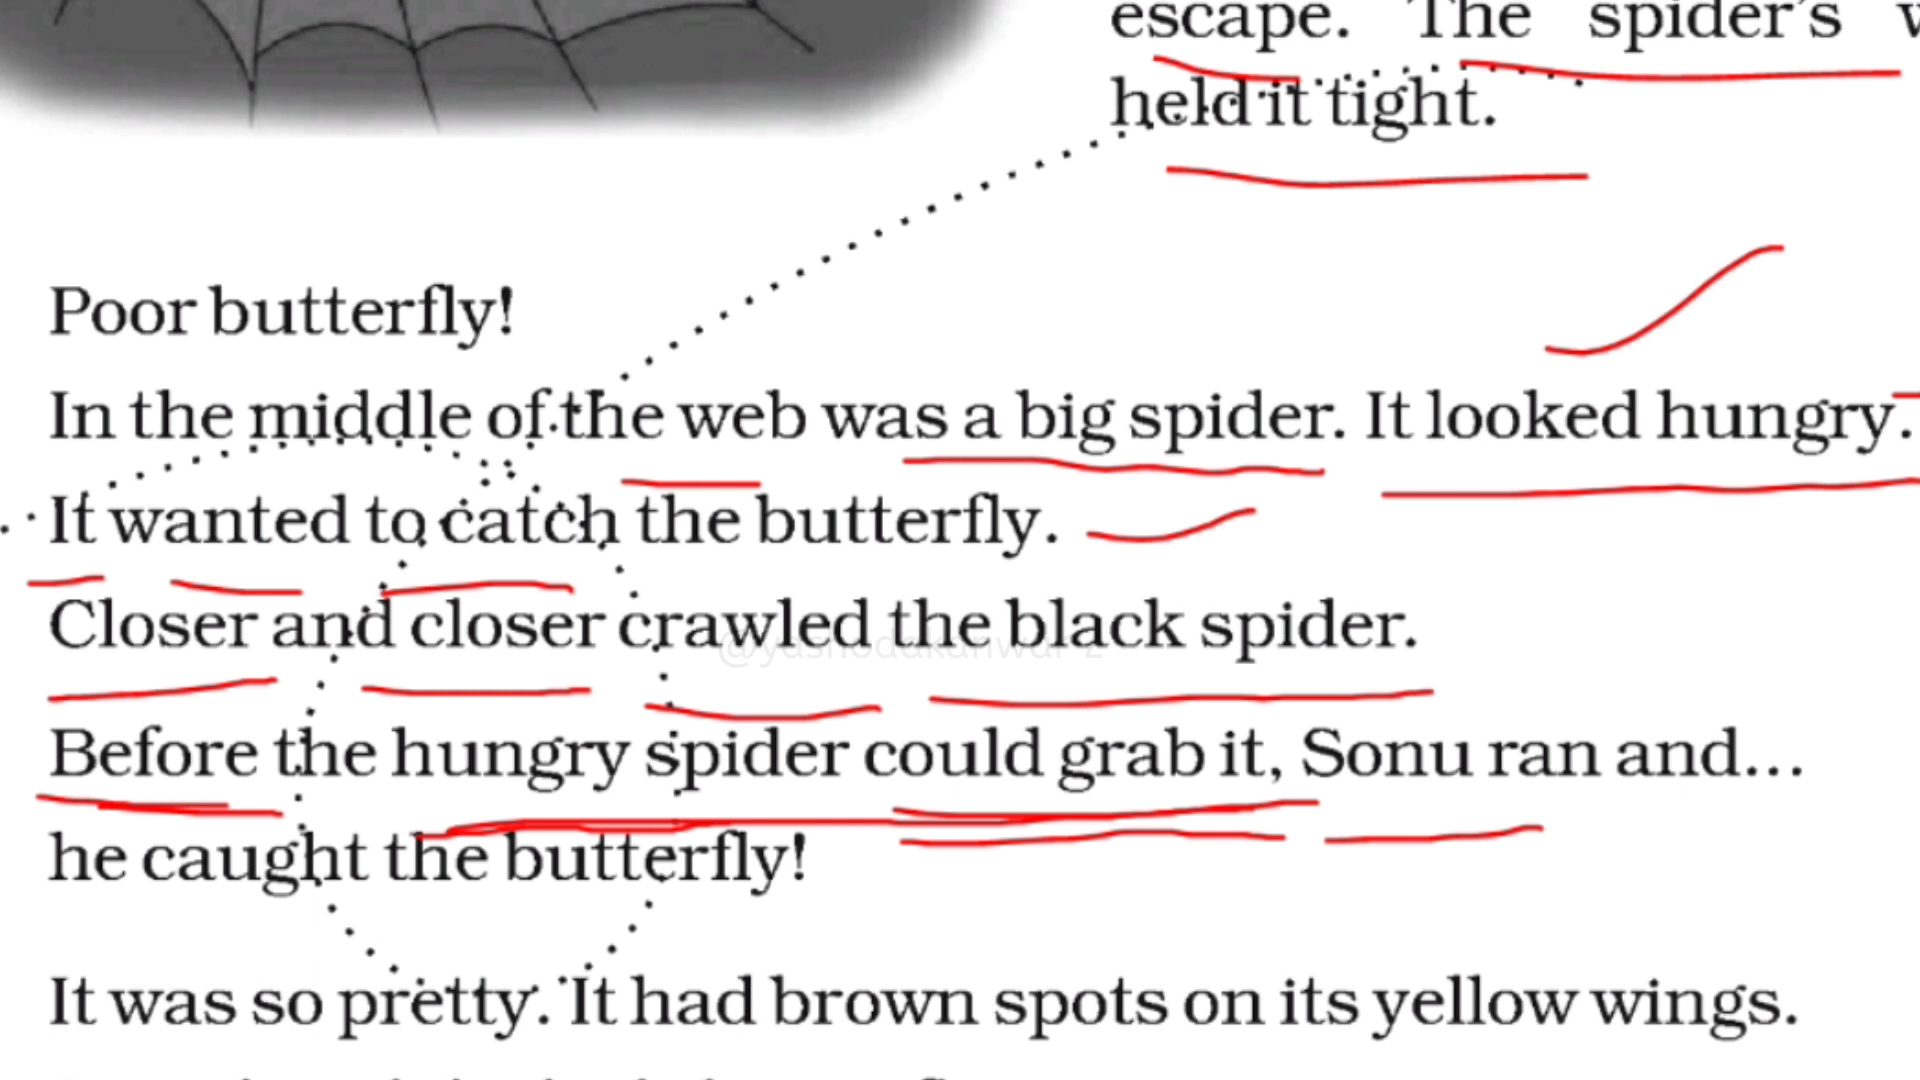 escape. The spider's
held it tight.
Poor butterfly!
In the middle of the web was a big spider. It looked hungry.
It wanted to catch the butterfly.
Closer and closer crawled the black spider.
@yashodakanwar-z
Before the hungry spider could grab it, Sonu ran and...
he caught the butterfly!
It was so pretty. It had brown spots on its yellow wings.